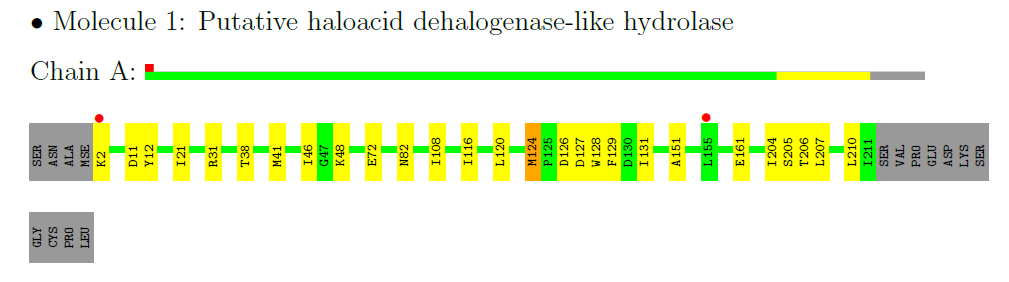 • Molecule 1: Putative haloacid dehalogenase-like hydrolase
Chain A:
SER ASN ALA MSE K2 D11 Y12 I21 R31 T38 M41 I46 G47 K48 E72 N82 I108 I116 L120 M124 P125 D126 D127 W128 F129 D130 I131 A151 L155 E161 I204 S205 T206 L207 L210 I211 SER VAL PRO GLU ASP LYS SER
GLY CYS PRO LEU